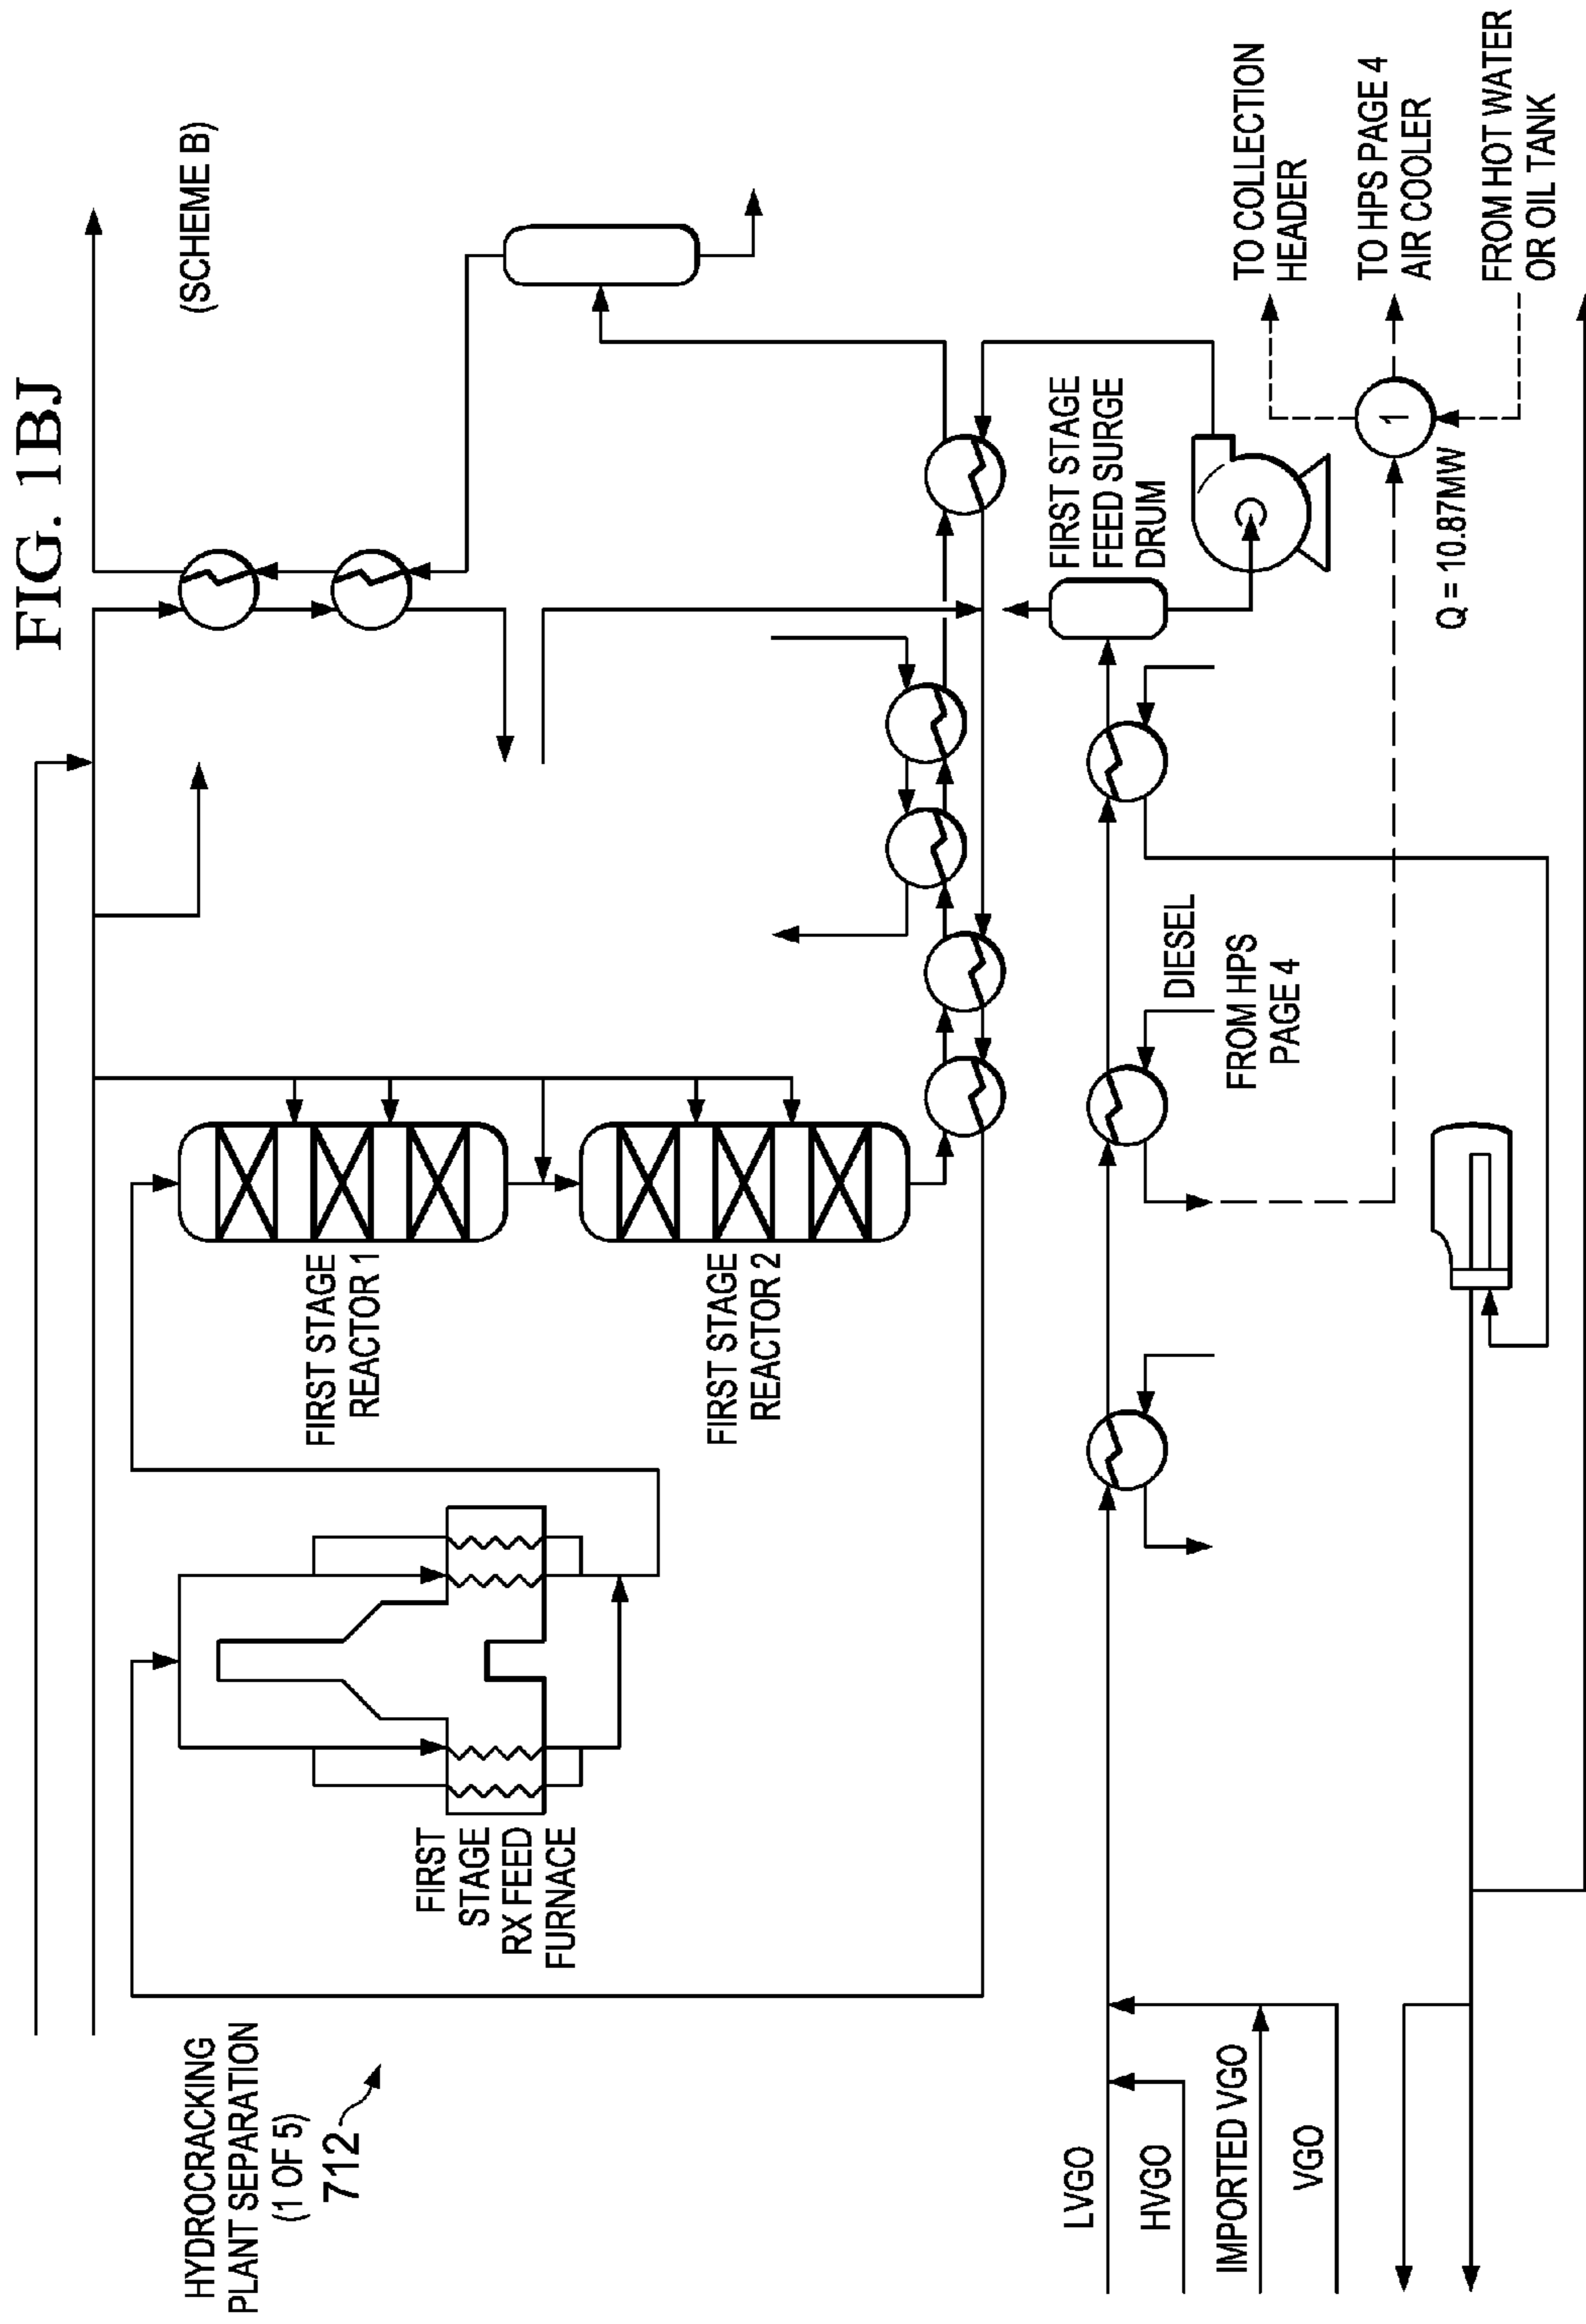 FIG. 1BJ
(SCHEME B)
HYDROCRACKING
PLANT SEPARATION
(1 OF 5)
712
FIRST
STAGE
RX FEED
FURNACE
FIRST STAGE
REACTOR 1
FIRST STAGE
REACTOR 2
FIRST STAGE
FEED SURGE
DRUM
LVGO
HVGO
IMPORTED VGO
VGO
DIESEL
FROM HPS
PAGE 4
Q = 10.87MW
1
TO COLLECTION
HEADER
TO HPS PAGE 4
AIR COOLER
FROM HOT WATER
OR OIL TANK